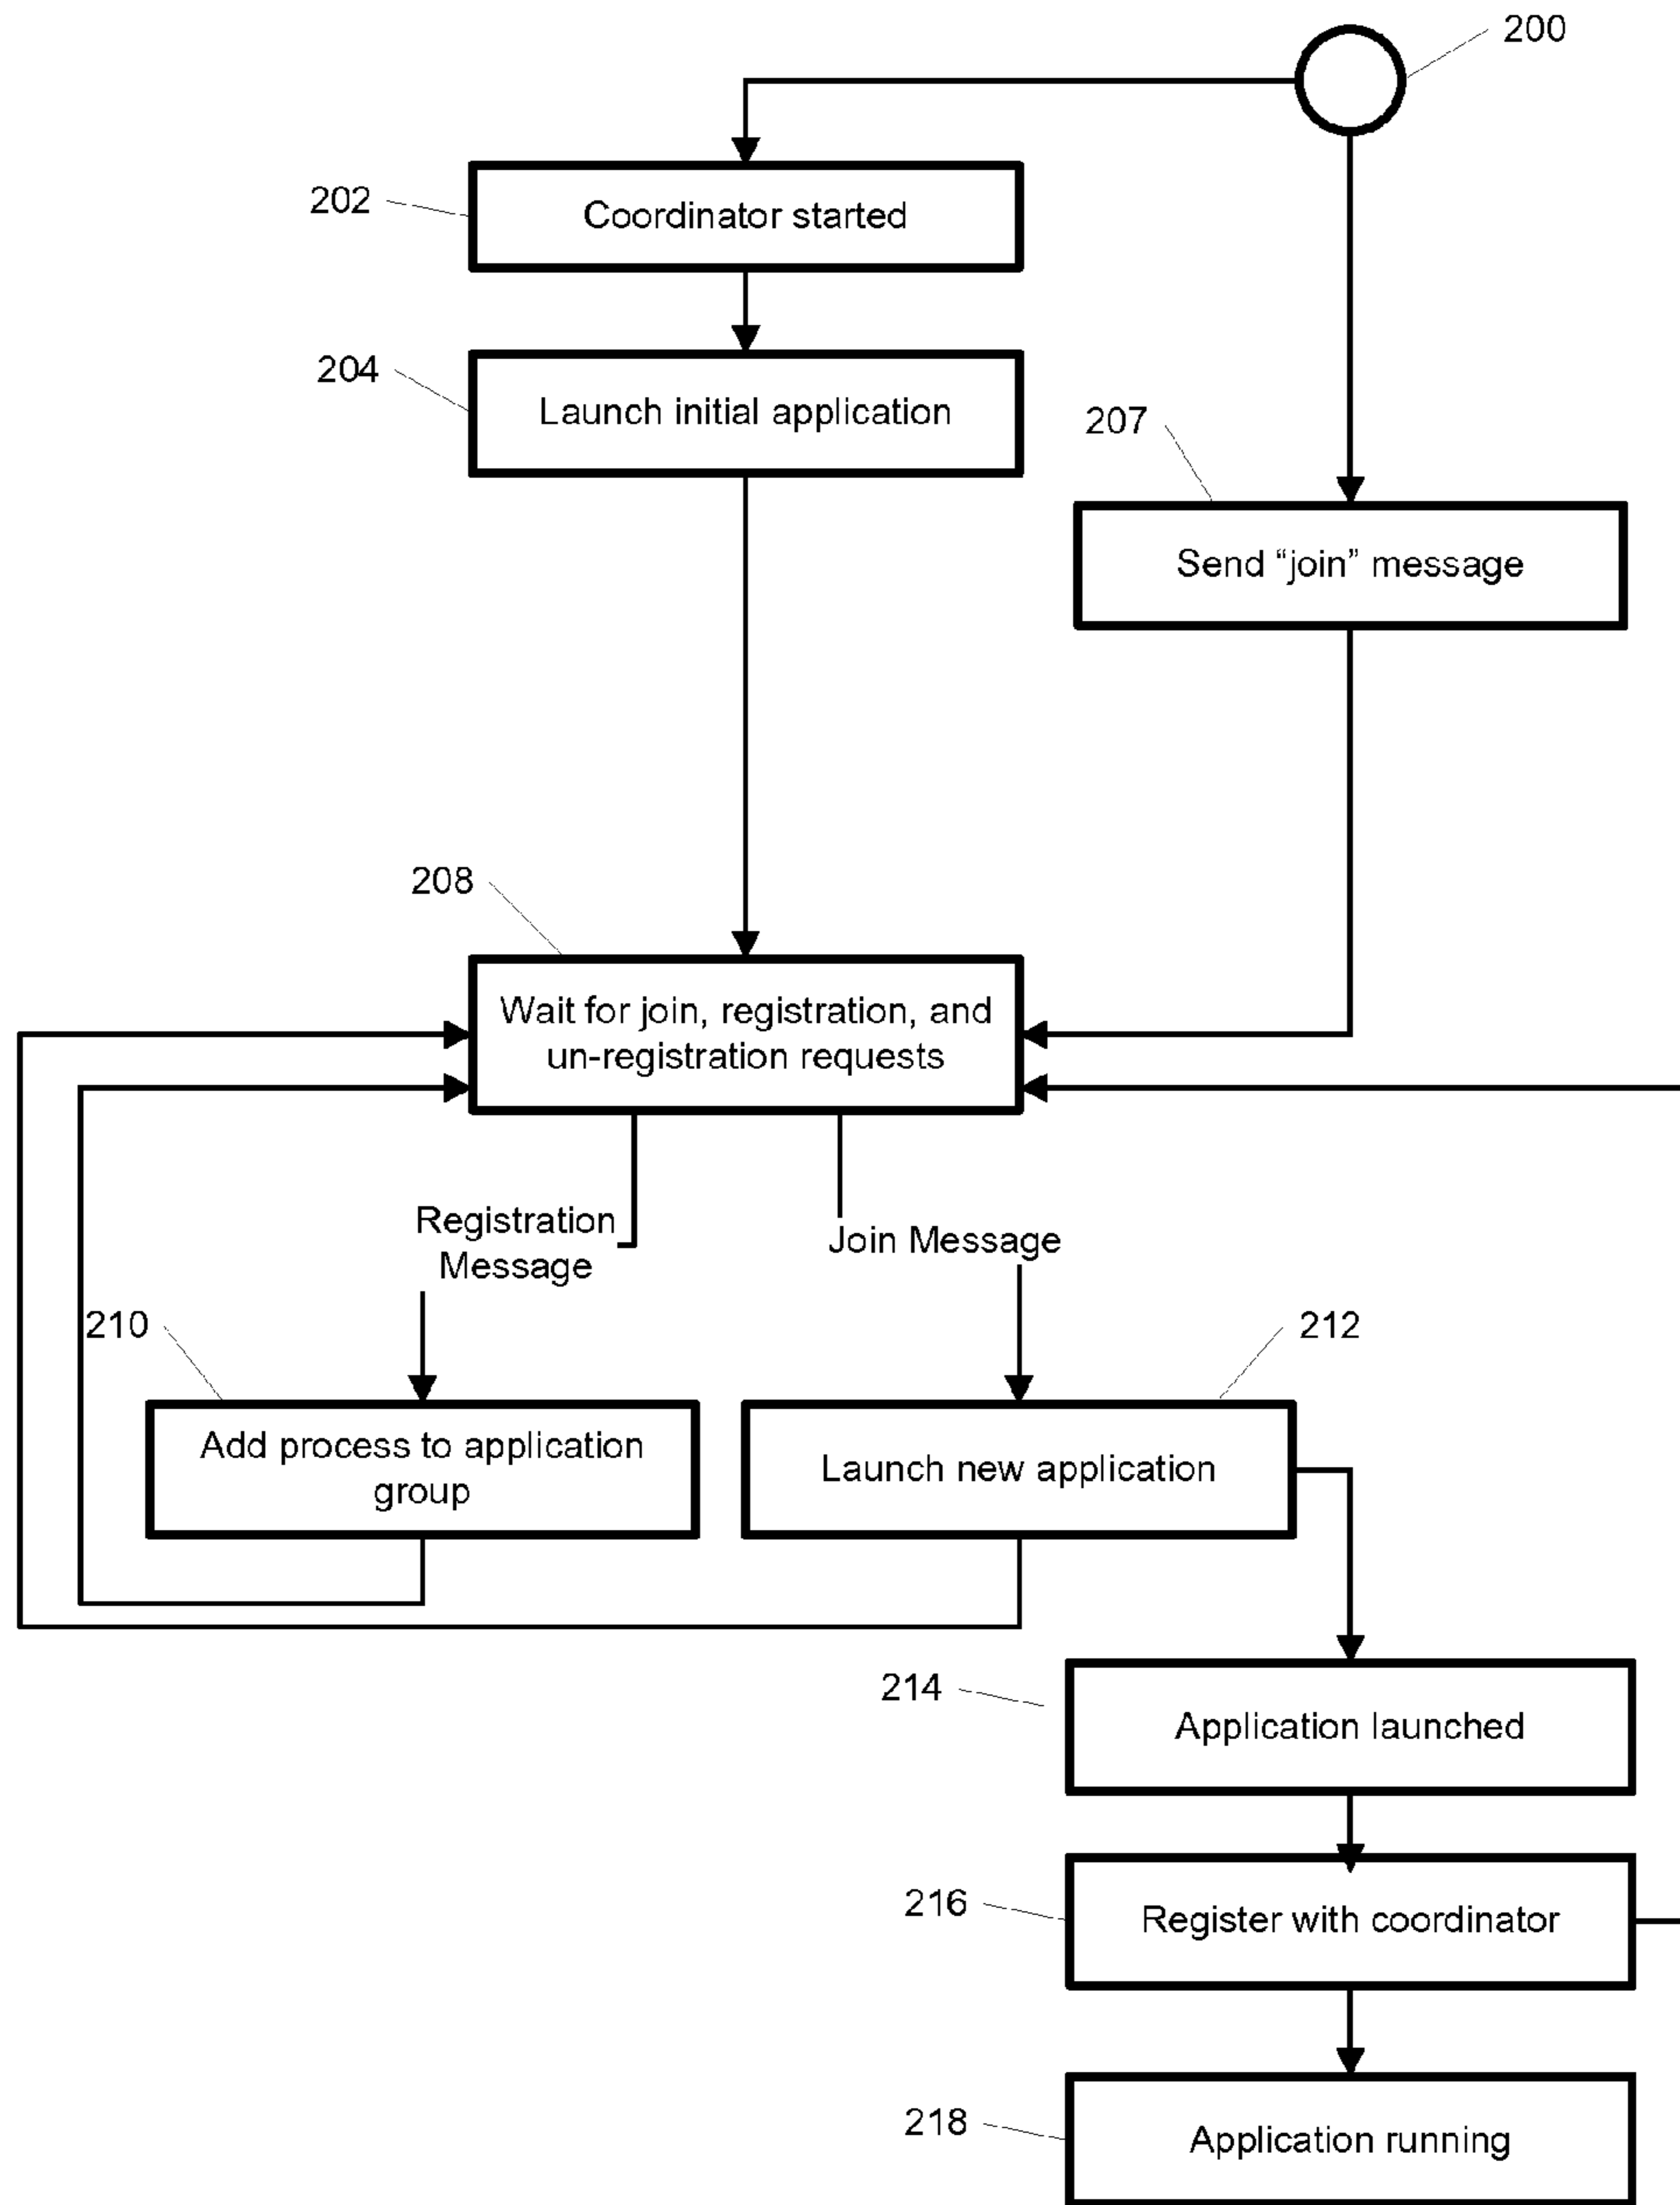 200
202
Coordinator started
204
Launch initial application
207
Send “join” message
208
Wait for join, registration, and
un-registration requests
Registration
Message
Join Message
210
212
Add process to application
group
Launch new application
214
Application launched
216
Register with coordinator
218
Application running